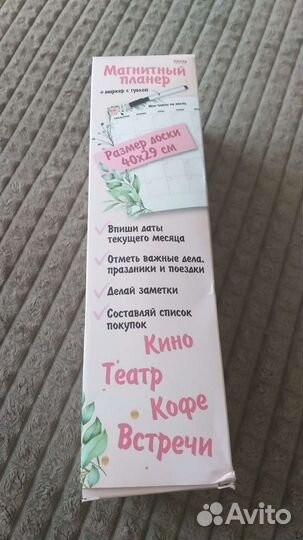 Магнитный
планер
+ маркер с губкой
Размер доски
40х29 см
Впиши даты
текущего месяца
Отметь важные дела,
праздники и поездки
Делай заметки
Составляй список
покупок
Кино
Театр
Кофе
Встречи
Avito